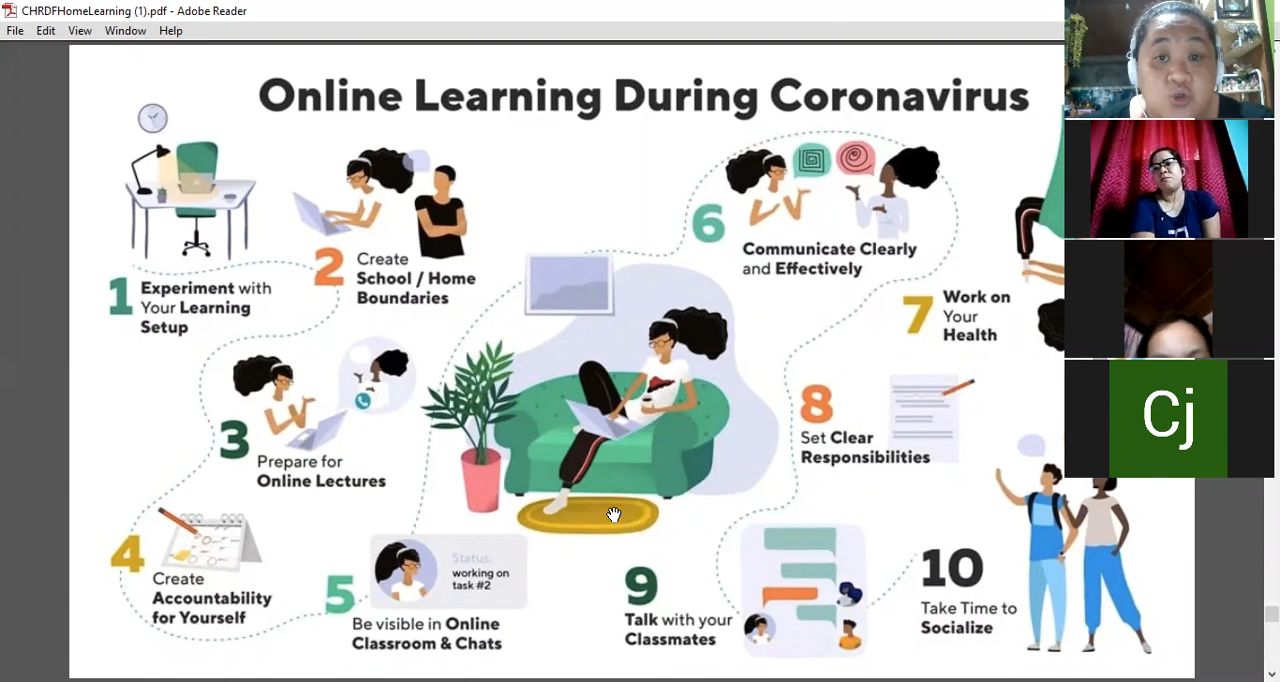 CHRDFHomeLearning (1).pdf - Adobe Reader
File Edit View Window Help
Online Learning During Coronavirus
1 Experiment with
Your Learning
Setup
2 Create
School / Home
Boundaries
3 Prepare for
Online Lectures
4 Create
Accountability
for Yourself
5 Be visible in Online
Classroom & Chats
Status:
working on
task #2
6 Communicate Clearly
and Effectively
7 Work on
Your
Health
8 Set Clear
Responsibilities
9 Talk with your
Classmates
10 Take Time to
Socialize
Cj